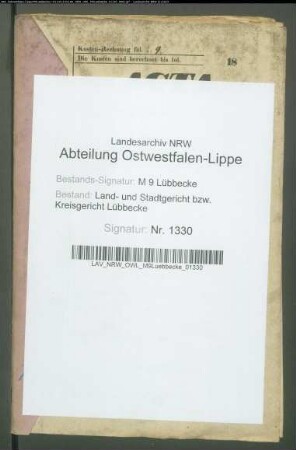 Kosten-Rechnung fol. 9.
Die Kosten sind berechnet bis fol.
18
ACTA
Landesarchiv NRW
Abteilung Ostwestfalen-Lippe
Bestands-Signatur: M 9 Lübbecke
Bestand: Land- und Stadtgericht bzw.
Kreisgericht Lübbecke
Signatur: Nr. 1330
LAV_NRW_OWL_M9Luebbecke_01330